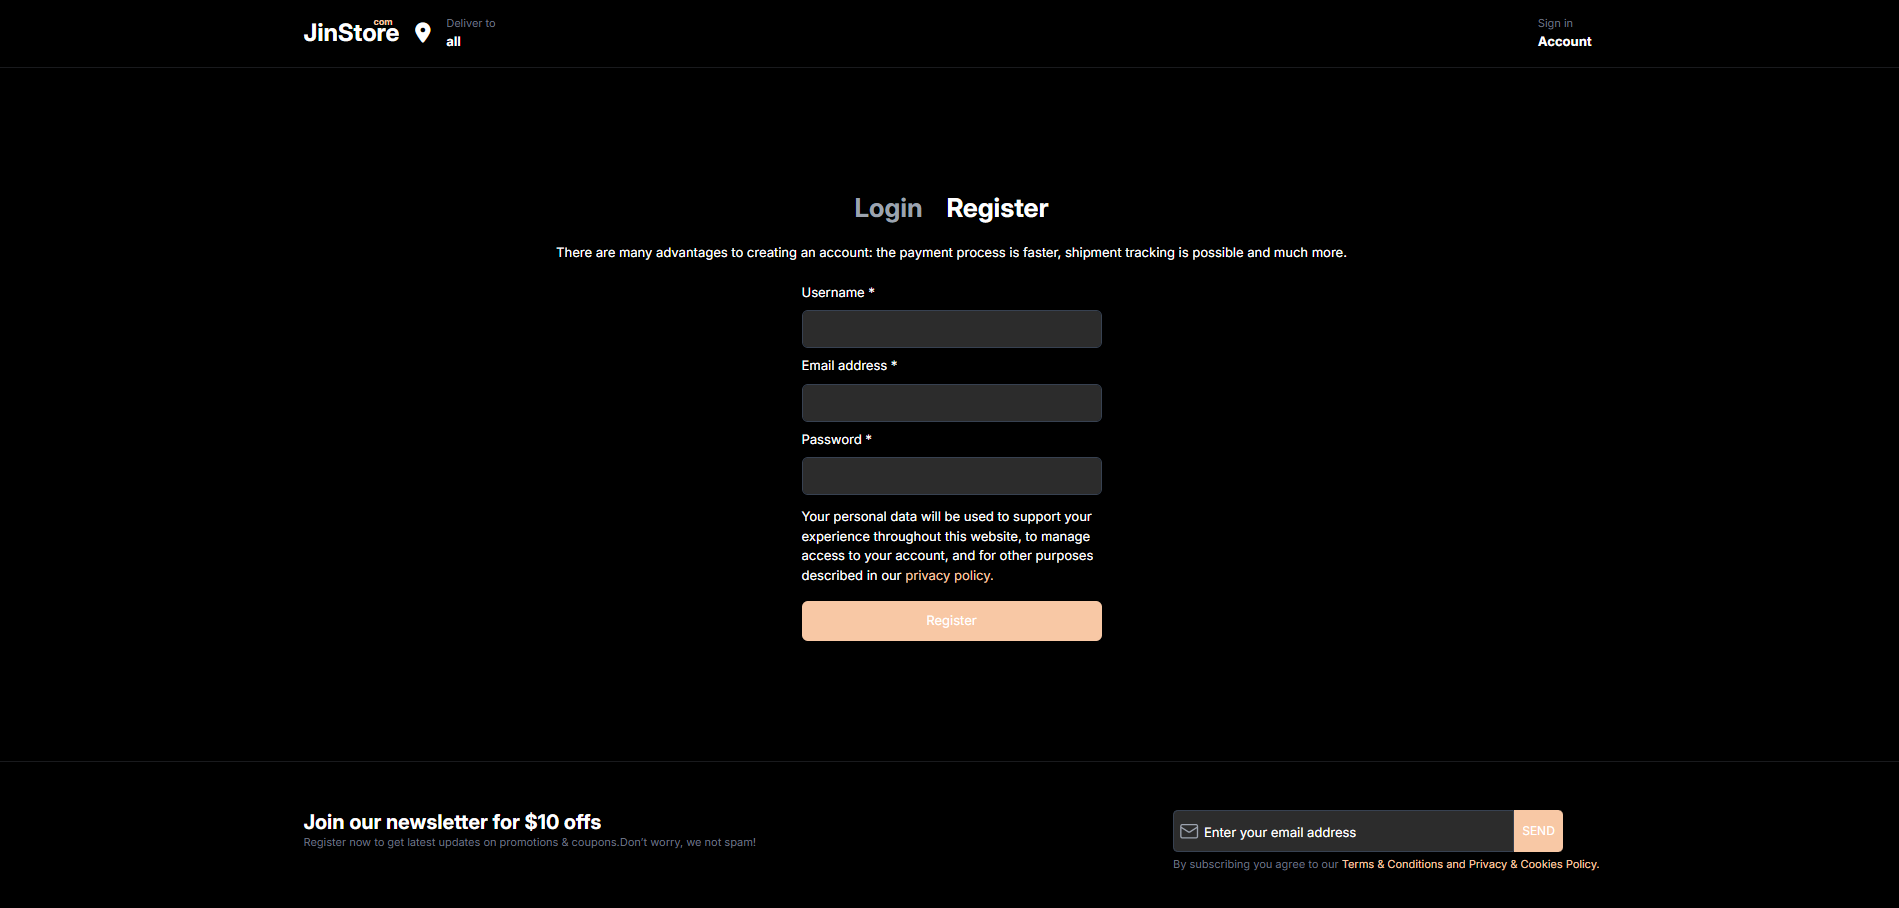 JinStore
com
Deliver to
all
Sign in
Account
Login Register
There are many advantages to creating an account: the payment process is faster, shipment tracking is possible and much more.
Username *
Email address *
Password *
Your personal data will be used to support your
experience throughout this website, to manage
access to your account, and for other purposes
described in our privacy policy.
Register
Join our newsletter for $10 offs
Register now to get latest updates on promotions & coupons.Don't worry, we not spam!
Enter your email address
SEND
By subscribing you agree to our Terms & Conditions and Privacy & Cookies Policy.